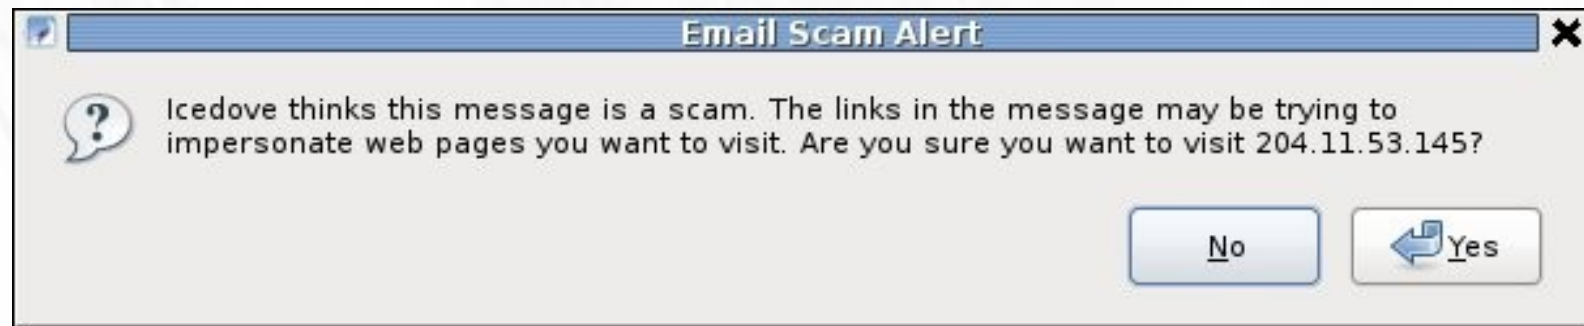 Email Scam Alert
Icedove thinks this message is a scam. The links in the message may be trying to
impersonate web pages you want to visit. Are you sure you want to visit 204.11.53.145?
No
Yes